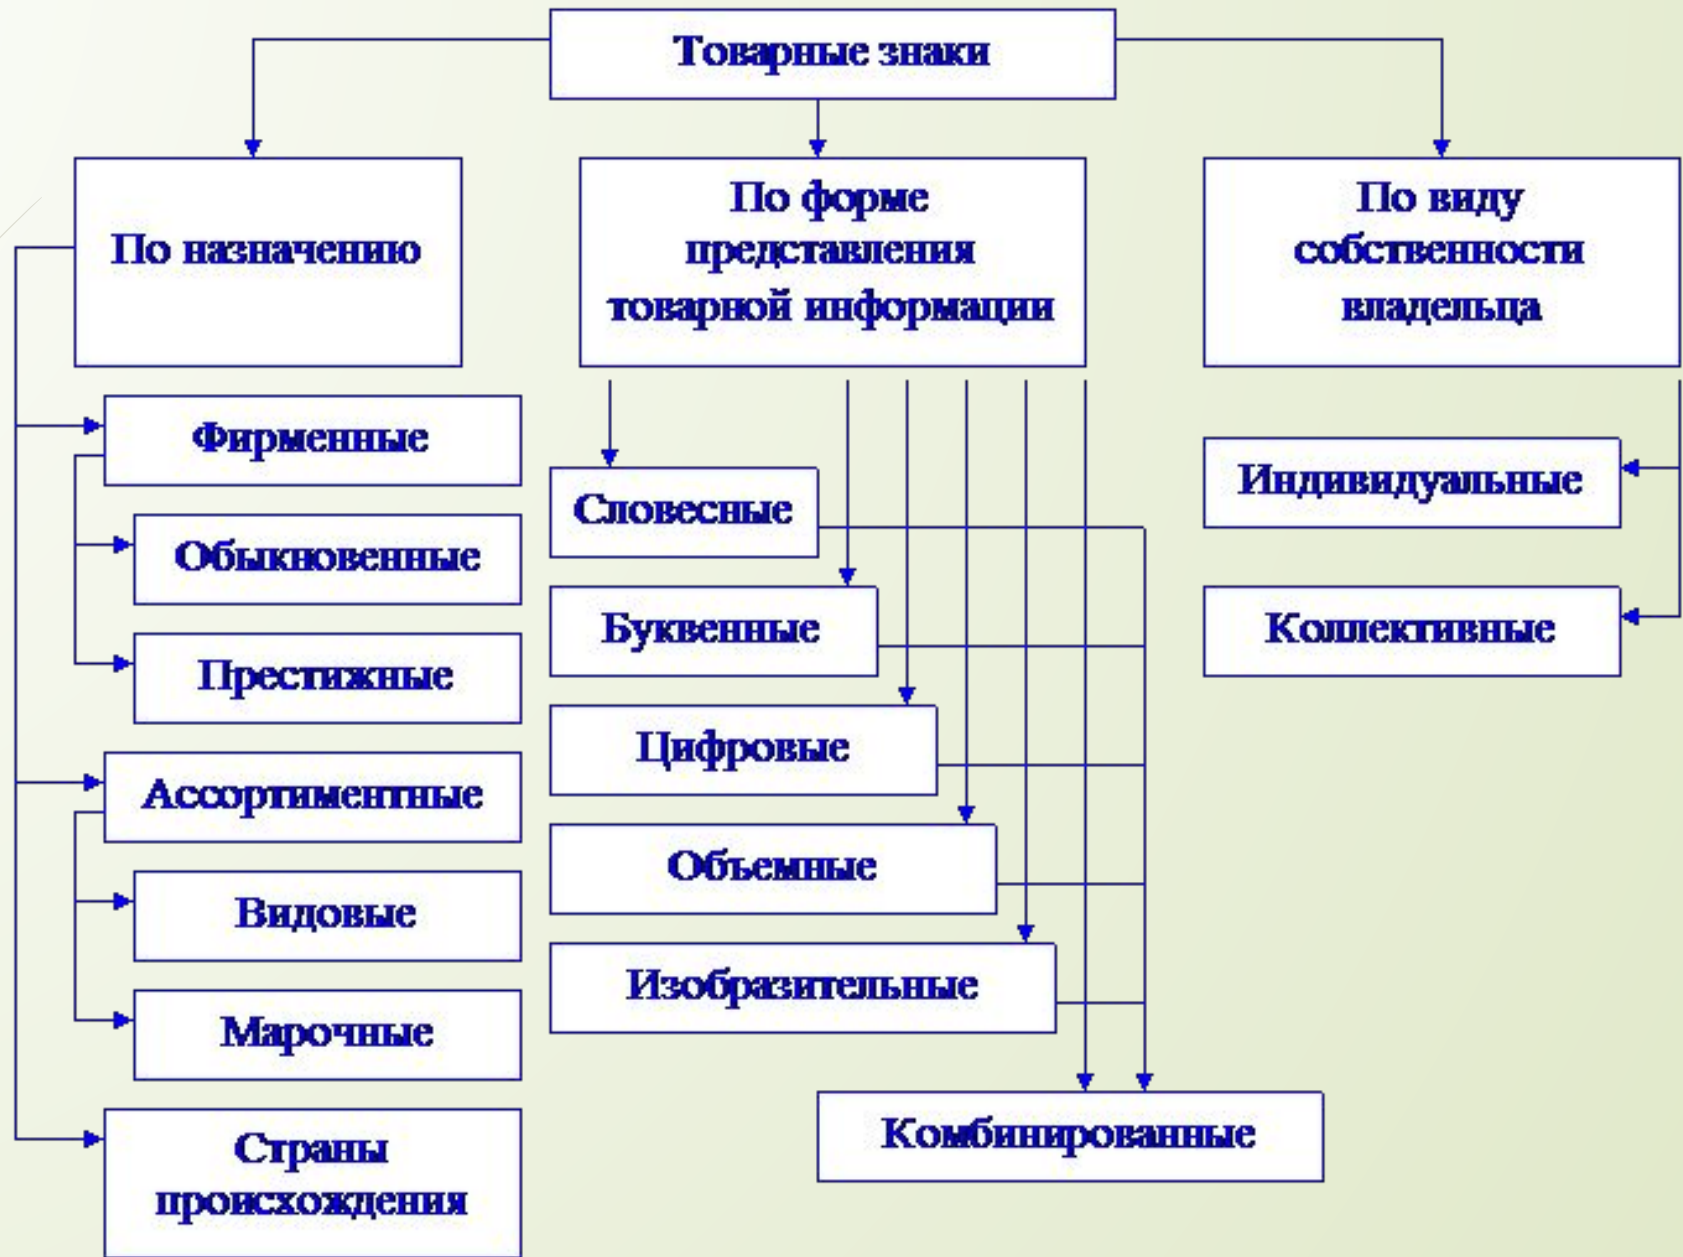 Товарные знаки
По назначению
По форме
представления
товарной информации
По виду
собственности
владельца
Фирменные
Обыкновенные
Престижные
Ассортиментные
Видовые
Марочные
Страны
происхождения
Словесные
Буквенные
Цифровые
Объемные
Изобразительные
Комбинированные
Индивидуальные
Коллективные